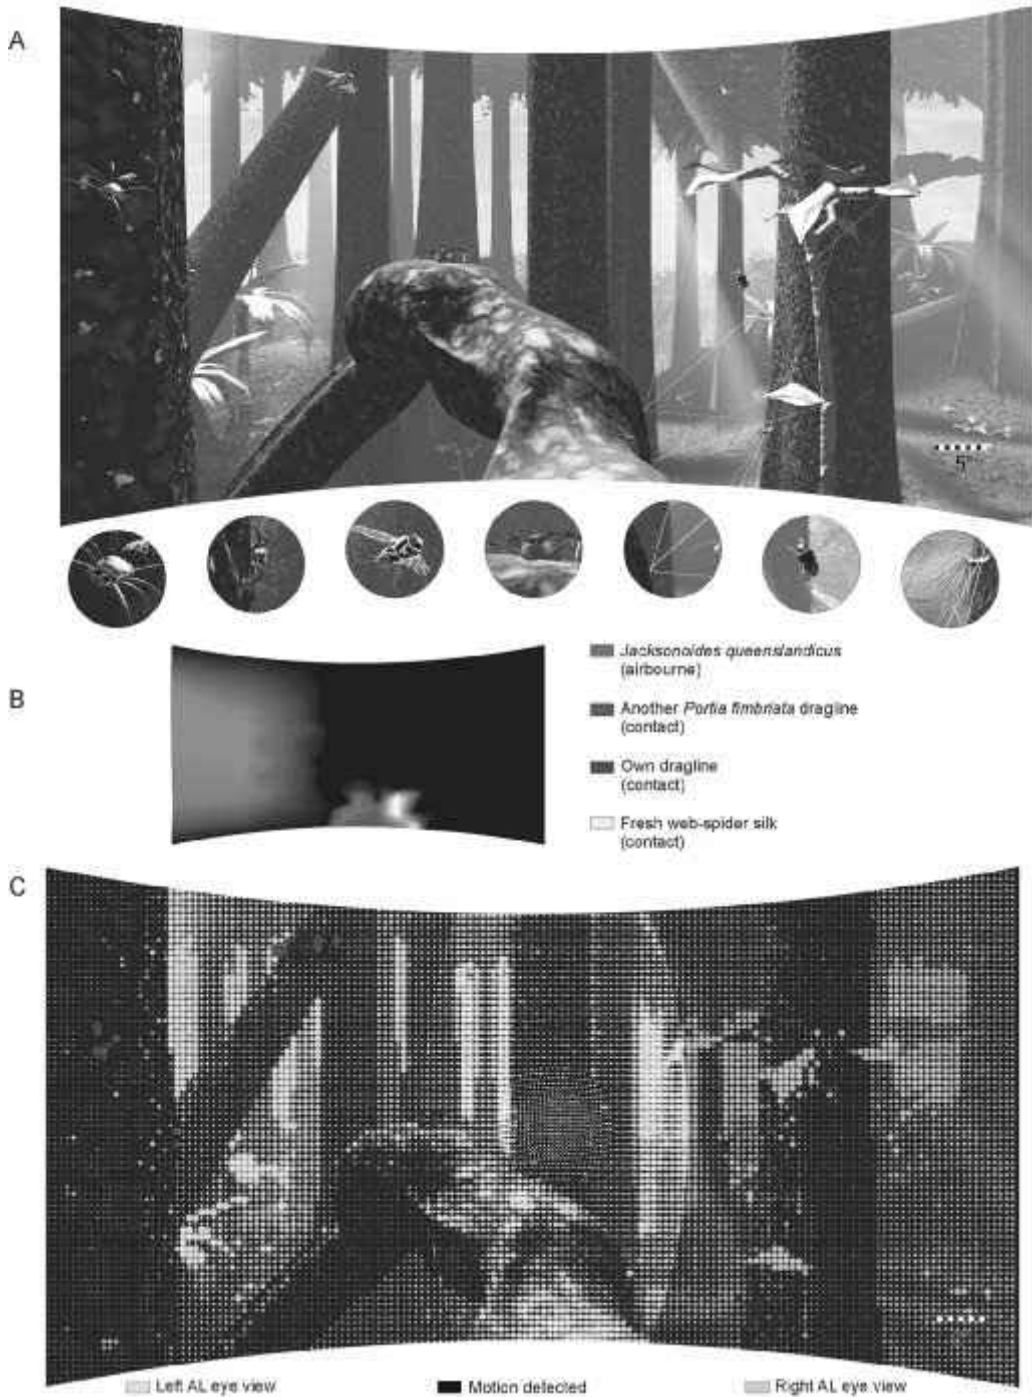 A
5°
B
Jacksonoides queenslandicus
(airbourne)
Another Portia fimbriata dragline
(contact)
Own dragline
(contact)
Fresh web-spider silk
(contact)
C
Left AL eye view
Motion detected
Right AL eye view